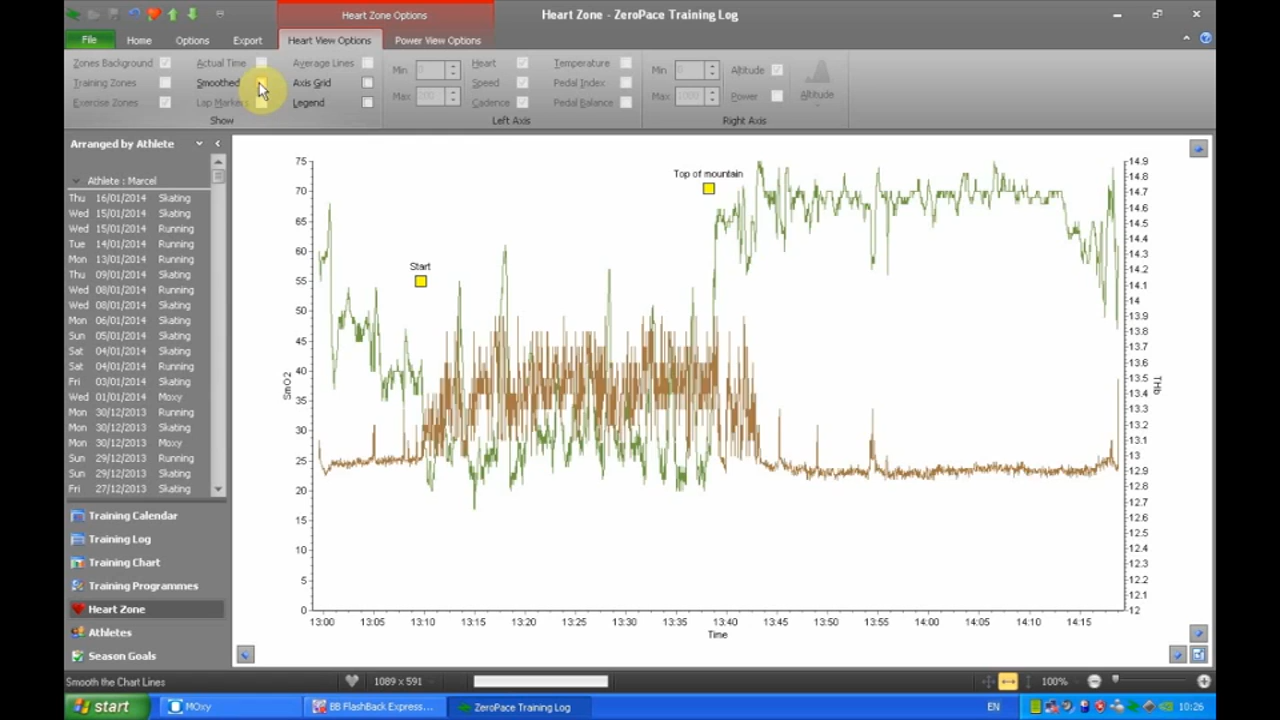 Heart Zone Options
Heart Zone - ZeroPace Training Log
File
Home
Options
Export
Heart View Options
Power View Options
Zones Background
Actual Time
Average Lines
Min 0
Heart
Temperature
Min 0
Altitude
Training Zones
Smoothed
Axis Grid
Speed
Pedal Index
Altitude
Exercise Zones
Lap Markers
Legend
Max 200
Cadence
Pedal Balance
Max 1000
Power
Show
Left Axis
Right Axis
Arranged by Athlete
Athlete : Marcel
Thu 16/01/2014 Skating
Wed 15/01/2014 Skating
Wed 15/01/2014 Running
Tue 14/01/2014 Running
Mon 13/01/2014 Running
Thu 09/01/2014 Skating
Wed 08/01/2014 Running
Wed 08/01/2014 Skating
Mon 06/01/2014 Skating
Sun 05/01/2014 Skating
Sat 04/01/2014 Skating
Sat 04/01/2014 Running
Fri 03/01/2014 Skating
Wed 01/01/2014 Moxy
Mon 30/12/2013 Running
Mon 30/12/2013 Skating
Mon 30/12/2013 Moxy
Sun 29/12/2013 Running
Sun 29/12/2013 Skating
Fri 27/12/2013 Skating
Training Calendar
Training Log
Training Chart
Training Programmes
Heart Zone
Athletes
Season Goals
75
70
65
60
55
50
45
40
35
30
25
20
15
10
5
0
SmO2
Start
Top of mountain
14.9
14.8
14.7
14.6
14.5
14.4
14.3
14.2
14.1
14
13.9
13.8
13.7
13.6
13.5
13.4
13.3
13.2
13.1
13
12.9
12.8
12.7
12.6
12.5
12.4
12.3
12.2
12.1
12
THb
13:00 13:05 13:10 13:15 13:20 13:25 13:30 13:35 13:40 13:45 13:50 13:55 14:00 14:05 14:10 14:15
Time
Smooth the Chart Lines
1089 x 591
100%
start
MOxy
BB FlashBack Express...
ZeroPace Training Log
EN
10:26